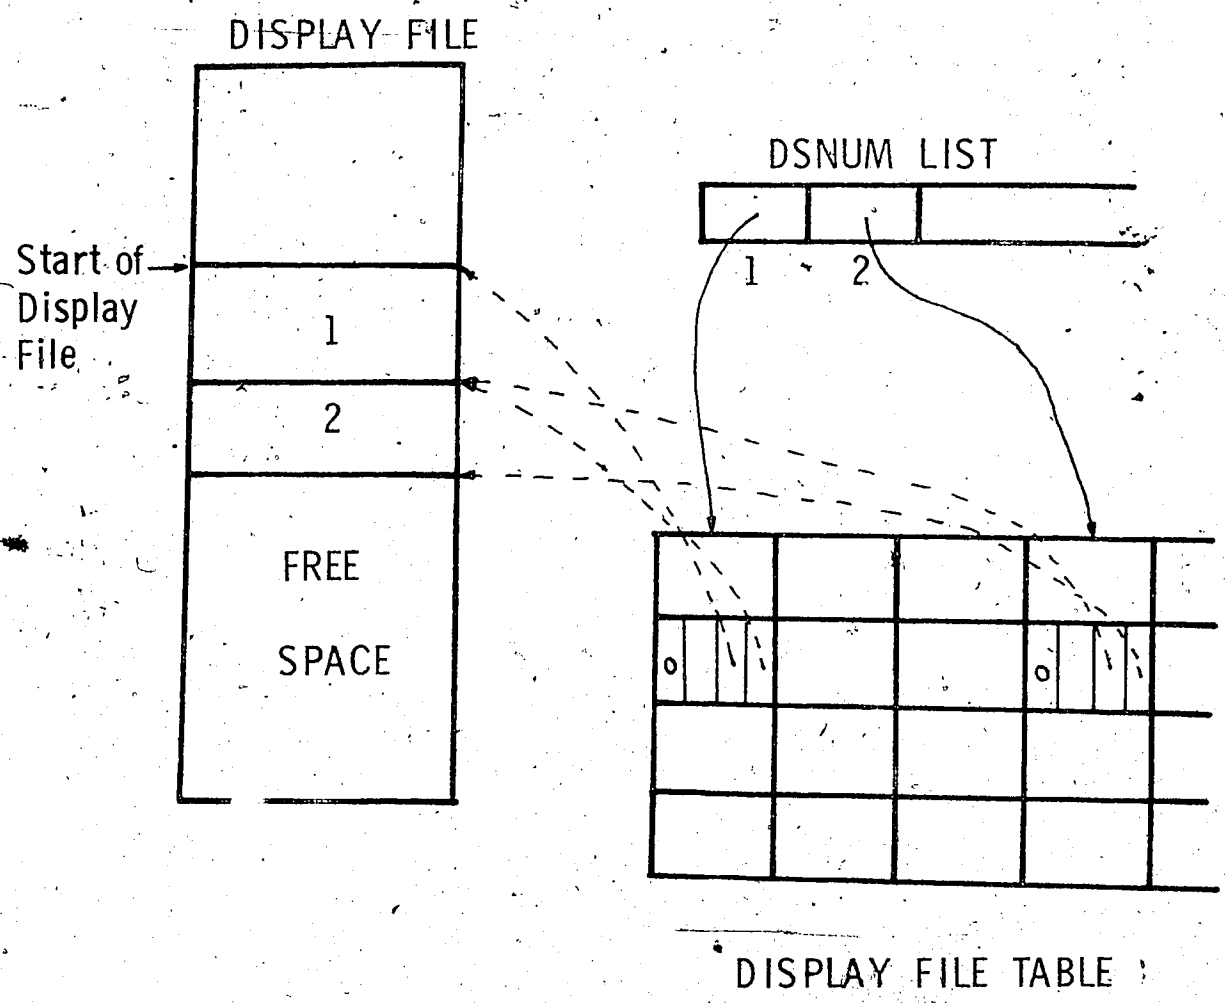 DISPLAY FILE
DSNUM LIST
1 2
Start of
Display
File
1
2
FREE
SPACE
0 0
DISPLAY FILE TABLE